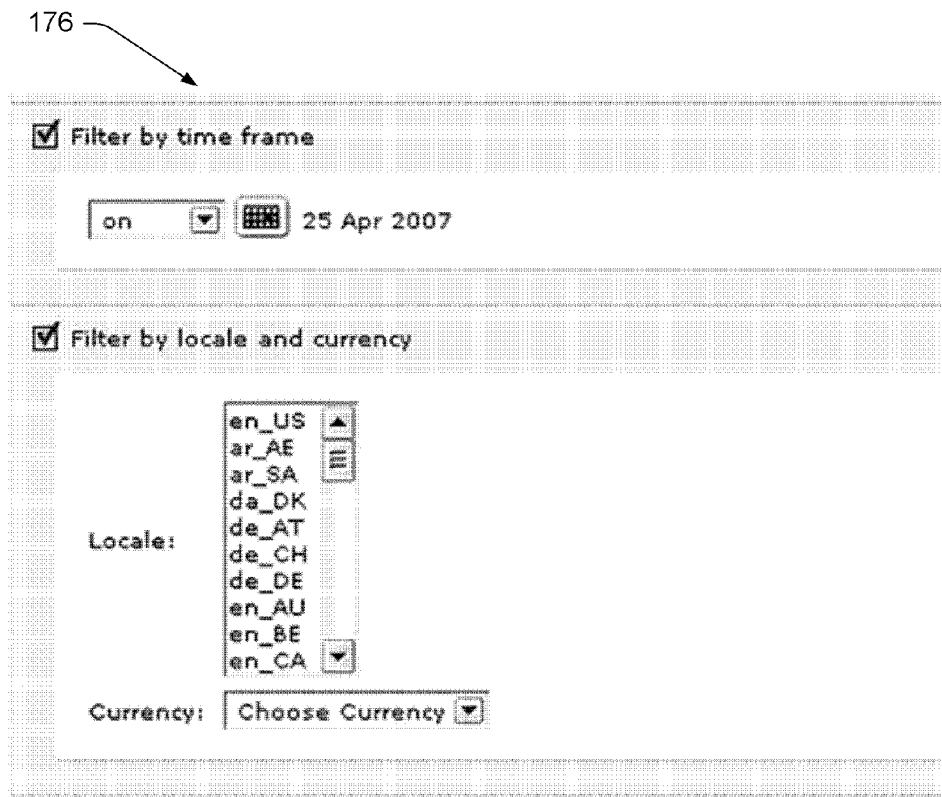 176
Filter by time frame
on 25 Apr 2007
Filter by locale and currency
en_US
ar_AE
ar_SA
da_DK
de_AT
Locale:
de_CH
de_DE
en_AU
en_BE
en_CA
Currency: Choose Currency